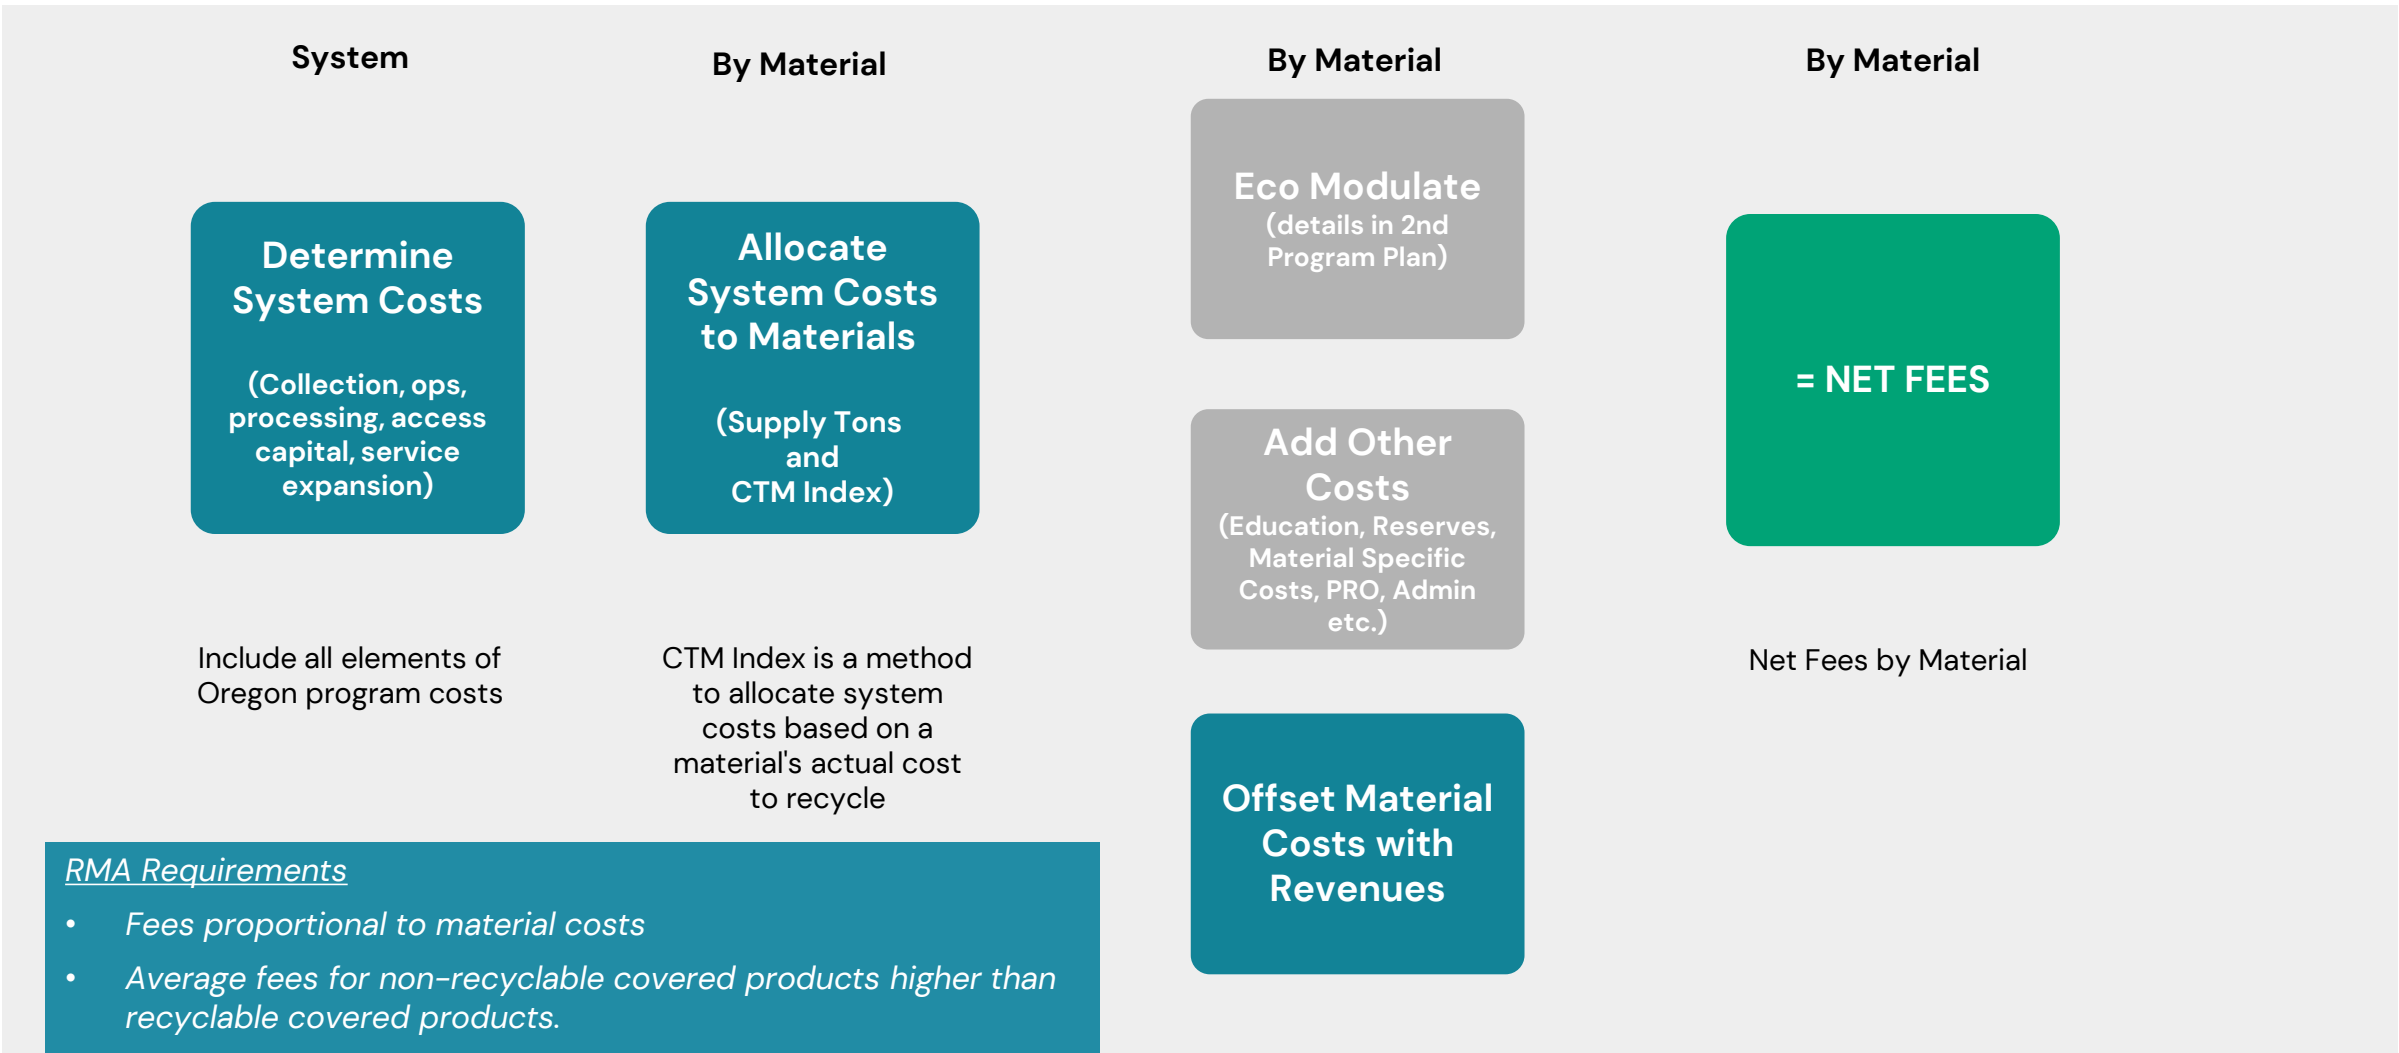 System
By Material
By Material
By Material
Determine
System Costs
(Collection, ops,
processing, access
capital, service
expansion)
Include all elements of
Oregon program costs
Allocate
System Costs
to Materials
(Supply Tons
and
CTM Index)
CTM Index is a method
to allocate system
costs based on a
material's actual cost
to recycle
Eco Modulate
(details in 2nd
Program Plan)
Add Other
Costs
(Education, Reserves,
Material Specific
Costs, PRO, Admin
etc.)
Offset Material
Costs with
Revenues
= NET FEES
Net Fees by Material
RMA Requirements
• Fees proportional to material costs
• Average fees for non-recyclable covered products higher than
recyclable covered products.